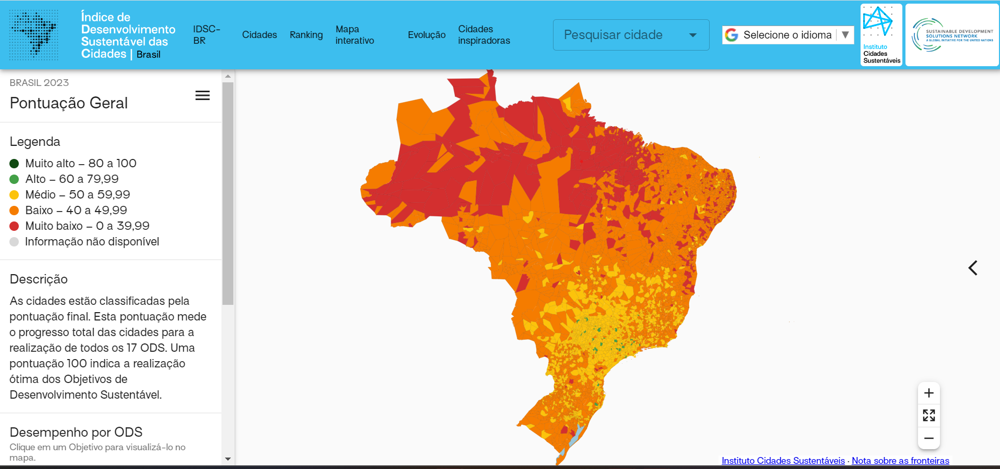 Índice de
Desenvolvimento
Sustentável das
Cidades | Brasil
IDSC-
BR
Cidades
Ranking
Mapa
interativo
Evolução
Cidades
inspiradoras
Pesquisar cidade
Selecione o idioma
Instituto
Cidades
Sustentáveis
SUSTAINABLE DEVELOPMENT
SOLUTIONS NETWORK
A GLOBAL INITIATIVE FOR THE UNITED NATIONS
BRASIL 2023
Pontuação Geral
Legenda
Muito alto – 80 a 100
Alto – 60 a 79,99
Médio – 50 a 59,99
Baixo – 40 a 49,99
Muito baixo – 0 a 39,99
Informação não disponível
Descrição
As cidades estão classificadas pela
pontuação final. Esta pontuação mede
o progresso total das cidades para a
realização de todos os 17 ODS. Uma
pontuação 100 indica a realização
ótima dos Objetivos de
Desenvolvimento Sustentável.
Desempenho por ODS
Clique em um Objetivo para visualizá-lo no
mapa.
Instituto Cidades Sustentáveis · Nota sobre as fronteiras